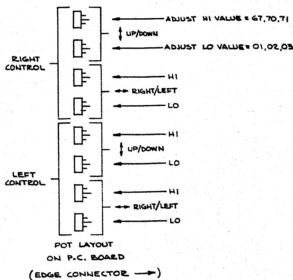 ADJUST HI VALUE = 67,70,71
UP/DOWN
ADJUST LO VALUE = 01,02,03
RIGHT CONTROL
HI
RIGHT/LEFT
LO
HI
UP/DOWN
LO
LEFT CONTROL
HI
RIGHT/LEFT
LO
POT LAYOUT
ON P.C. BOARD
(EDGE CONNECTOR →)